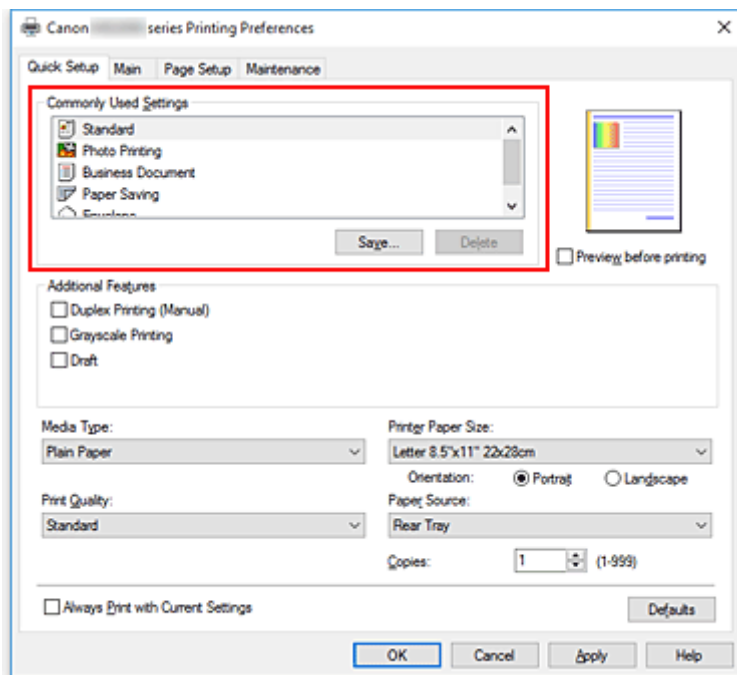 Canon series Printing Preferences
Quick Setup Main Page Setup Maintenance
Commonly Used Settings
Standard
Photo Printing
Business Document
Paper Saving
Envelope
Save... Delete
Preview before printing
Additional Features
Duplex Printing (Manual)
Grayscale Printing
Draft
Media Type: Printer Paper Size:
Plain Paper Letter 8.5"x11" 22x28cm
Orientation: Portrait Landscape
Print Quality: Paper Source:
Standard Rear Tray
Copies: 1 (1-999)
Always Print with Current Settings Defaults
OK Cancel Apply Help